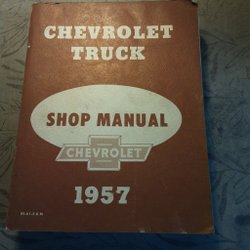 CHEVROLET
TRUCK
SHOP MANUAL
CHEVROLET
1957